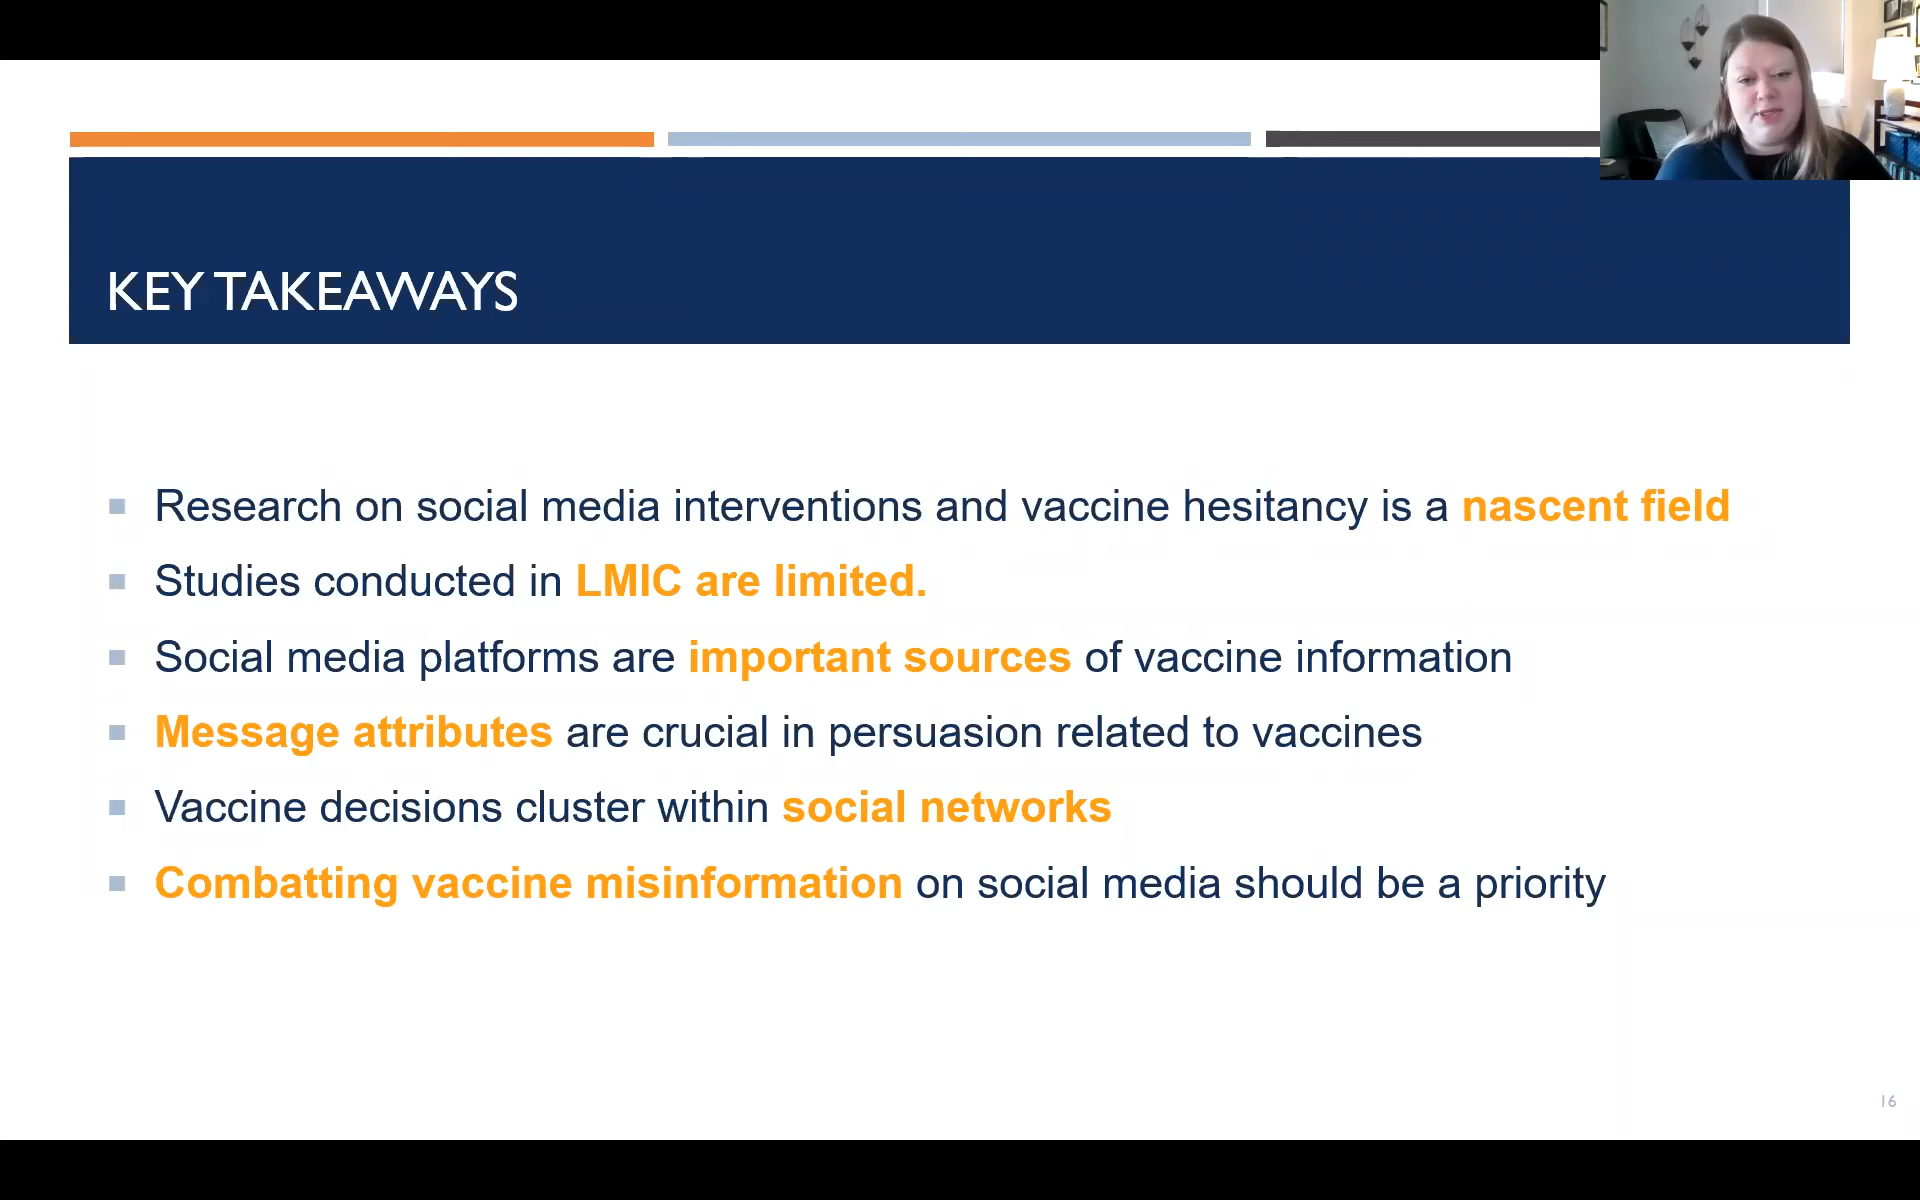 KEY TAKEAWAYS
Research on social media interventions and vaccine hesitancy is a nascent field
Studies conducted in LMIC are limited.
Social media platforms are important sources of vaccine information
Message attributes are crucial in persuasion related to vaccines
Vaccine decisions cluster within social networks
Combatting vaccine misinformation on social media should be a priority
16